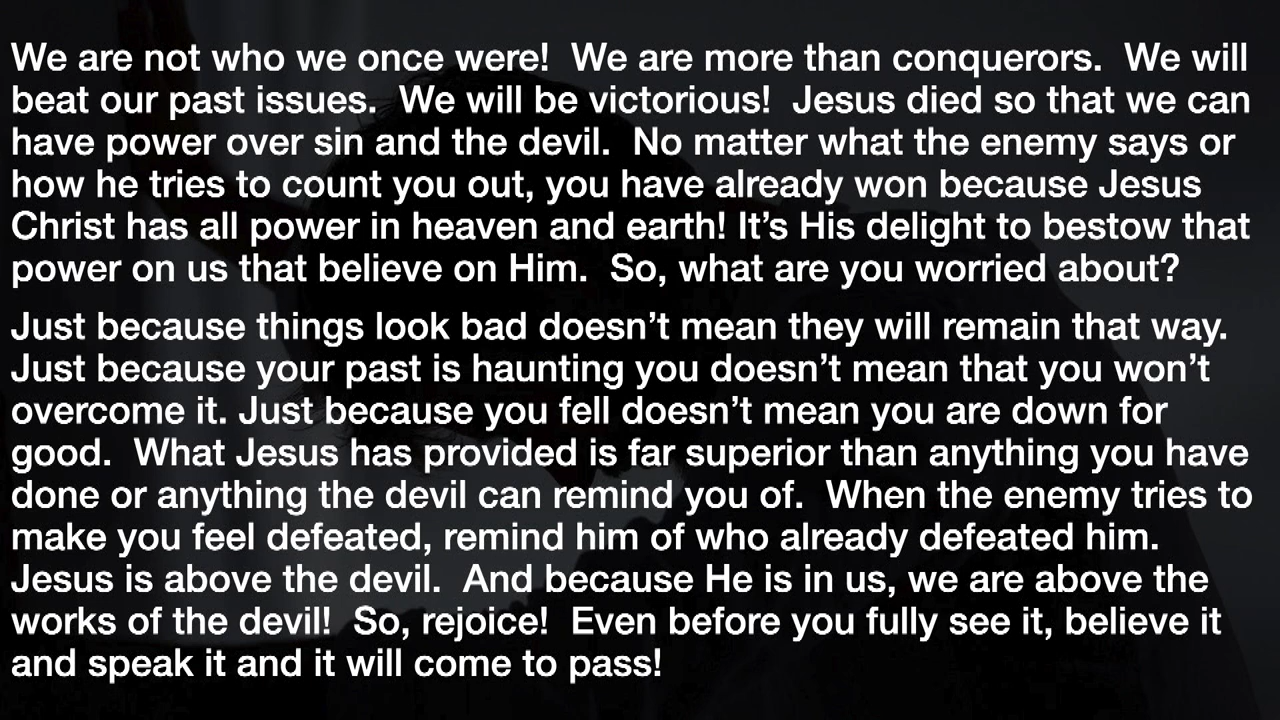 We are not who we once were!  We are more than conquerors.  We will
beat our past issues.  We will be victorious!  Jesus died so that we can
have power over sin and the devil.  No matter what the enemy says or
how he tries to count you out, you have already won because Jesus
Christ has all power in heaven and earth! It’s His delight to bestow that
power on us that believe on Him.  So, what are you worried about?
Just because things look bad doesn’t mean they will remain that way.
Just because your past is haunting you doesn’t mean that you won’t
overcome it. Just because you fell doesn’t mean you are down for
good.  What Jesus has provided is far superior than anything you have
done or anything the devil can remind you of.  When the enemy tries to
make you feel defeated, remind him of who already defeated him.
Jesus is above the devil.  And because He is in us, we are above the
works of the devil!  So, rejoice!  Even before you fully see it, believe it
and speak it and it will come to pass!